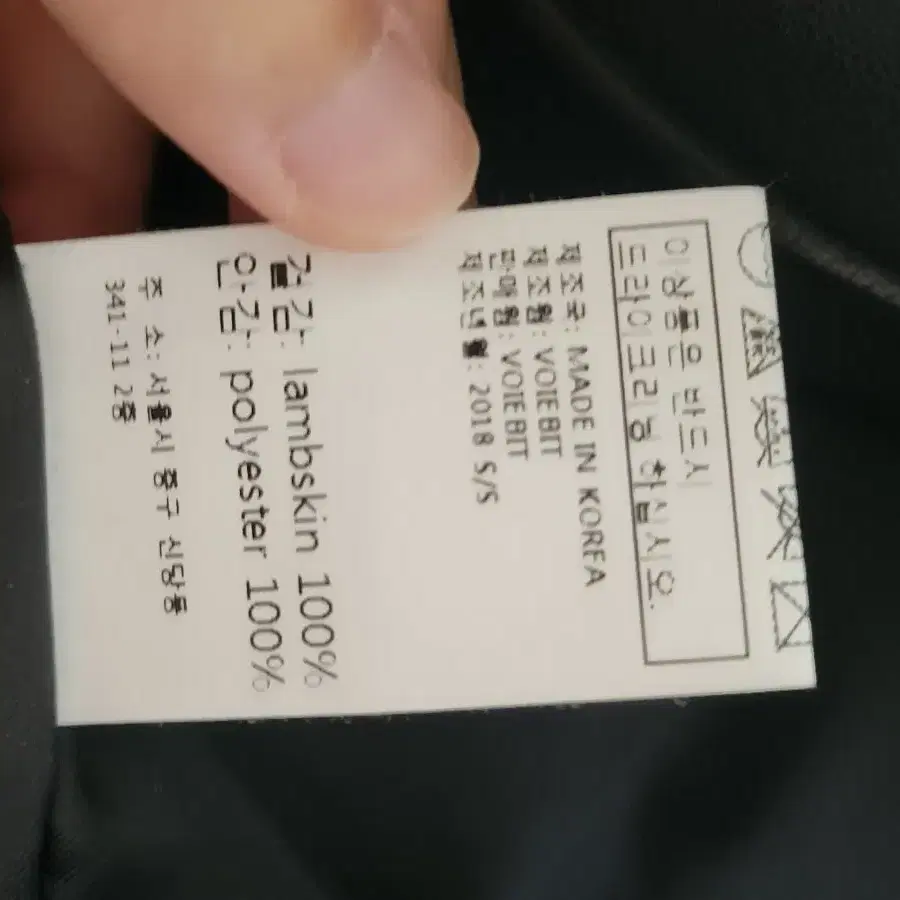 이상품은 반드시
드라이크리닝 하십시오.
제조국: MADE IN KOREA
제조원: VOIEBIT
판매원: VOIEBIT
제조년월: 2018 S/S
겉감: lambskin 100%
안감: polyester 100%
주 소: 서울시 중구 신당동
341-11 2층